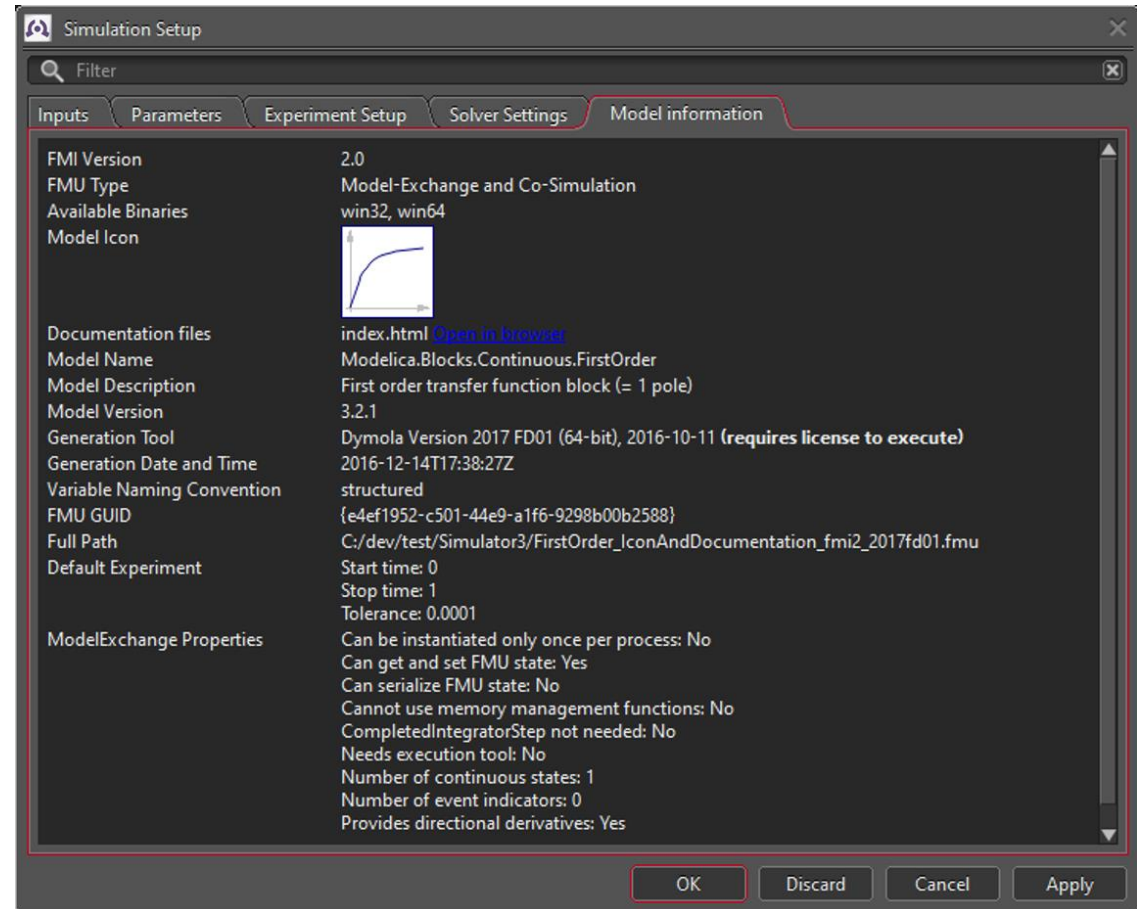 Simulation Setup
Filter
Inputs Parameters Experiment Setup Solver Settings Model information
FMI Version 2.0
FMU Type Model-Exchange and Co-Simulation
Available Binaries win32, win64
Model Icon
Documentation files index.html Open in browser
Model Name Modelica.Blocks.Continuous.FirstOrder
Model Description First order transfer function block (= 1 pole)
Model Version 3.2.1
Generation Tool Dymola Version 2017 FD01 (64-bit), 2016-10-11 (requires license to execute)
Generation Date and Time 2016-12-14T17:38:27Z
Variable Naming Convention structured
FMU GUID {e4ef1952-c501-44e9-a1f6-9298b00b2588}
Full Path C:/dev/test/Simulator3/FirstOrder_IconAndDocumentation_fmi2_2017fd01.fmu
Default Experiment Start time: 0
Stop time: 1
Tolerance: 0.0001
ModelExchange Properties Can be instantiated only once per process: No
Can get and set FMU state: Yes
Can serialize FMU state: No
Cannot use memory management functions: No
CompletedIntegratorStep not needed: No
Needs execution tool: No
Number of continuous states: 1
Number of event indicators: 0
Provides directional derivatives: Yes
OK Discard Cancel Apply